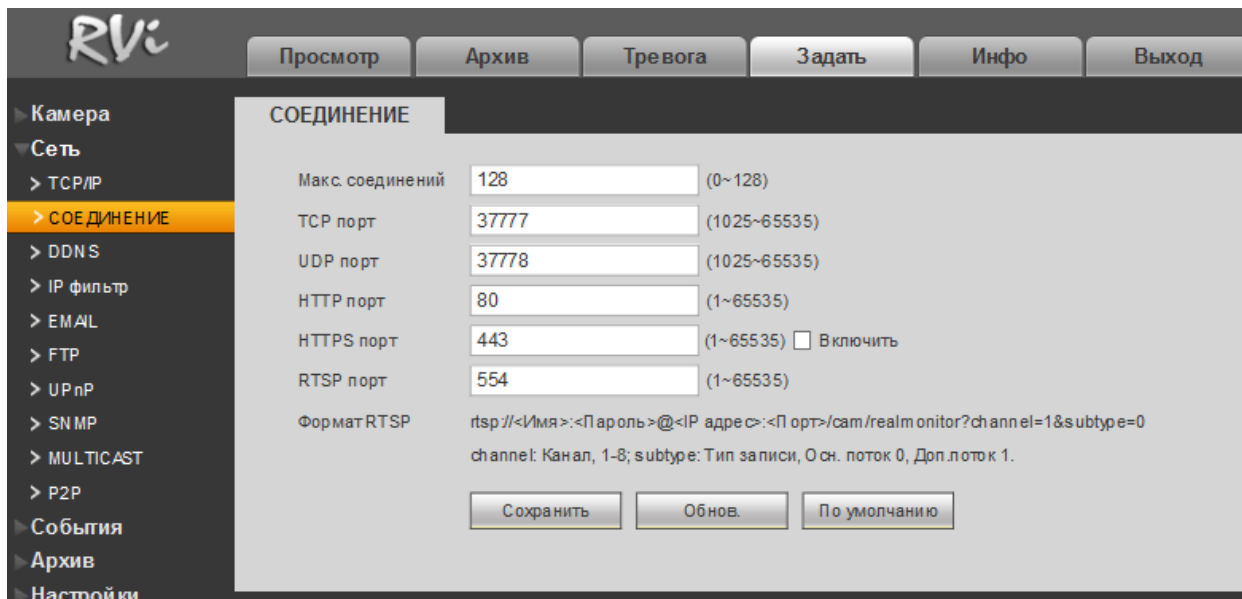 RVi
Просмотр Архив Тревога Задать Инфо Выход
Камера
Сеть
> TCP/IP
> СОЕДИНЕНИЕ
> DDNS
> IP фильтр
> EMAIL
> FTP
> UPnP
> SNMP
> MULTICAST
> P2P
События
Архив
Настройки
СОЕДИНЕНИЕ
Макс. соединений 128 (0~128)
TCP порт 37777 (1025~65535)
UDP порт 37778 (1025~65535)
HTTP порт 80 (1~65535)
HTTPS порт 443 (1~65535) Включить
RTSP порт 554 (1~65535)
Формат RTSP rtsp://<Имя>:<Пароль>@<IP адрес>:<Порт>/cam/realmonitor?channel=1&subtype=0
channel: Канал, 1-8; subtype: Тип записи, Осн. поток 0, Доп.поток 1.
Сохранить Обнов. По умолчанию